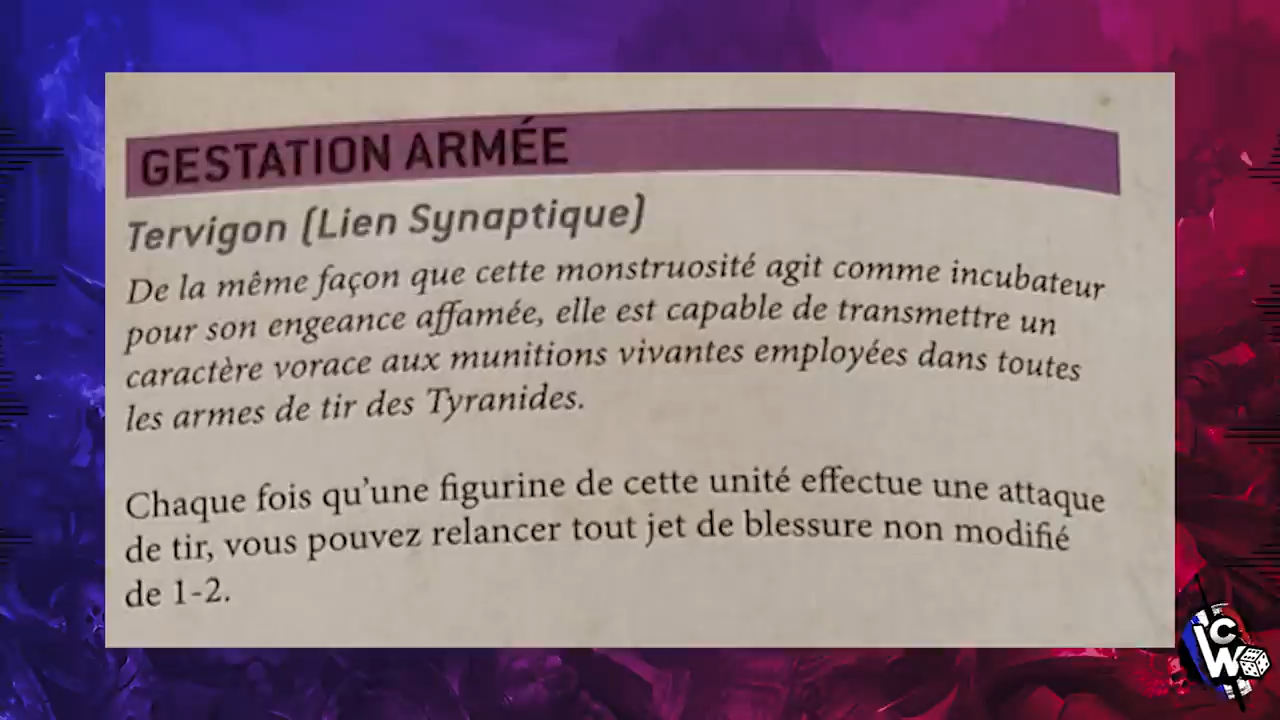 GESTATION ARMÉE
Tervigon (Lien Synaptique)
De la même façon que cette monstruosité agit comme incubateur
pour son engeance affamée, elle est capable de transmettre un
caractère vorace aux munitions vivantes employées dans toutes
les armes de tir des Tyranides.
Chaque fois qu'une figurine de cette unité effectue une attaque
de tir, vous pouvez relancer tout jet de blessure non modifié
de 1-2.
ICW